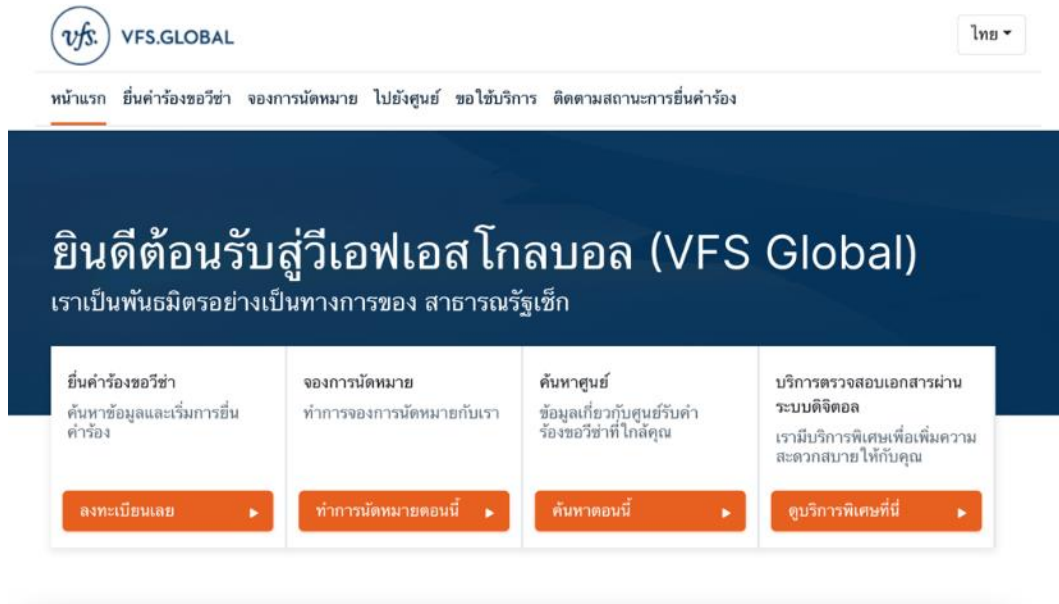 vfs. VFS.GLOBAL
ไทย
หน้าแรก ยื่นคำร้องขอวีซ่า จองการนัดหมาย ไปยังศูนย์ ขอใช้บริการ ติดตามสถานะการยื่นคำร้อง
ยินดีต้อนรับสู่วีเอฟเอสโกลบอล (VFS Global)
เราเป็นพันธมิตรอย่างเป็นทางการของ สาธารณรัฐเช็ก
ยื่นคำร้องขอวีซ่า
ค้นหาข้อมูลและเริ่มการยื่น
คำร้อง
ลงทะเบียนเลย
จองการนัดหมาย
ทำการจองการนัดหมายกับเรา
ทำการนัดหมายตอนนี้
ค้นหาศูนย์
ข้อมูลเกี่ยวกับศูนย์รับคำ
ร้องขอวีซ่าที่ใกล้คุณ
ค้นหาตอนนี้
บริการตรวจสอบเอกสารผ่าน
ระบบดิจิตอล
เรามีบริการพิเศษเพื่อเพิ่มความ
สะดวกสบายให้กับคุณ
ดูบริการพิเศษที่นี่